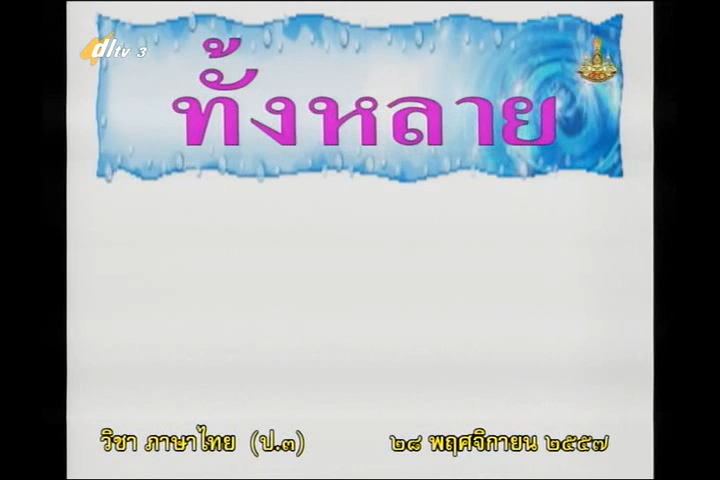 dltv 3
ทั้งหลาย
วิชา ภาษาไทย (ป.๓)
๒๘ พฤศจิกายน ๒๕๕๗